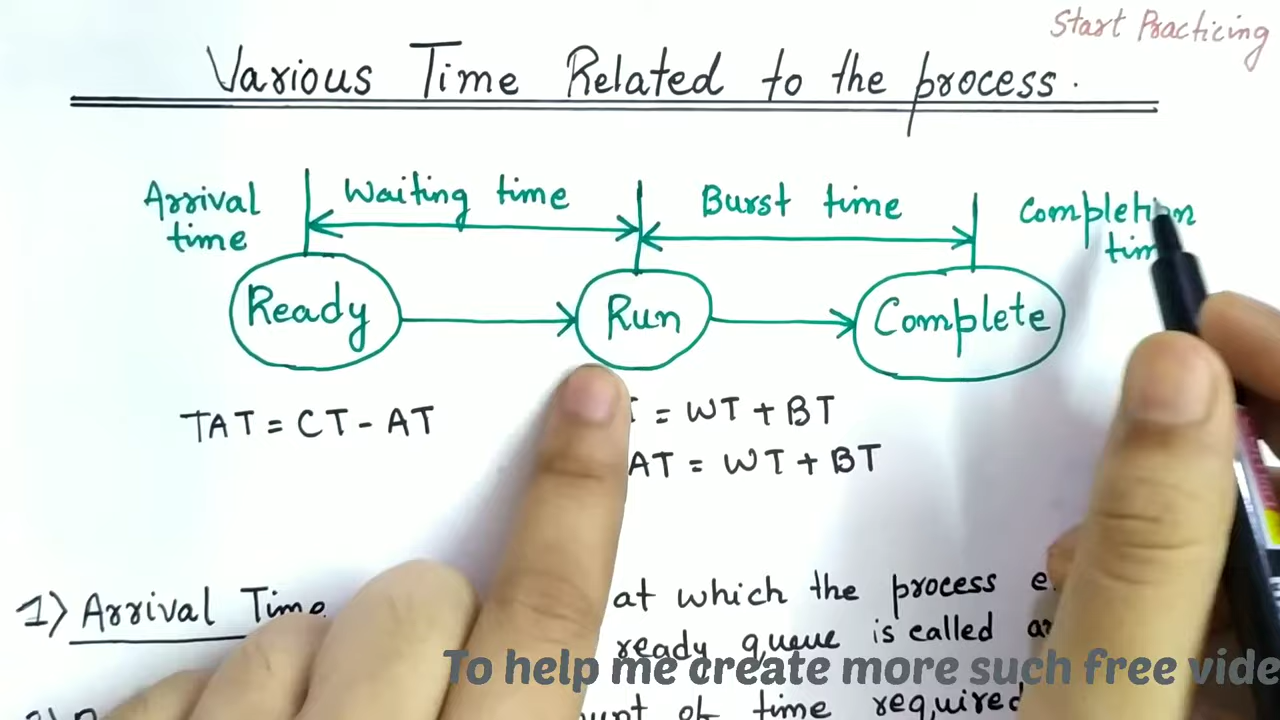 Start Practicing
Various Time Related to the process.
Arrival time
Waiting time
Burst time
Completion time
Ready
Run
Complete
TAT = CT - AT
T = WT + BT
AT = WT + BT
1) Arrival Time
at which the process
ready queue is called
of time required
To help me create more such free vide